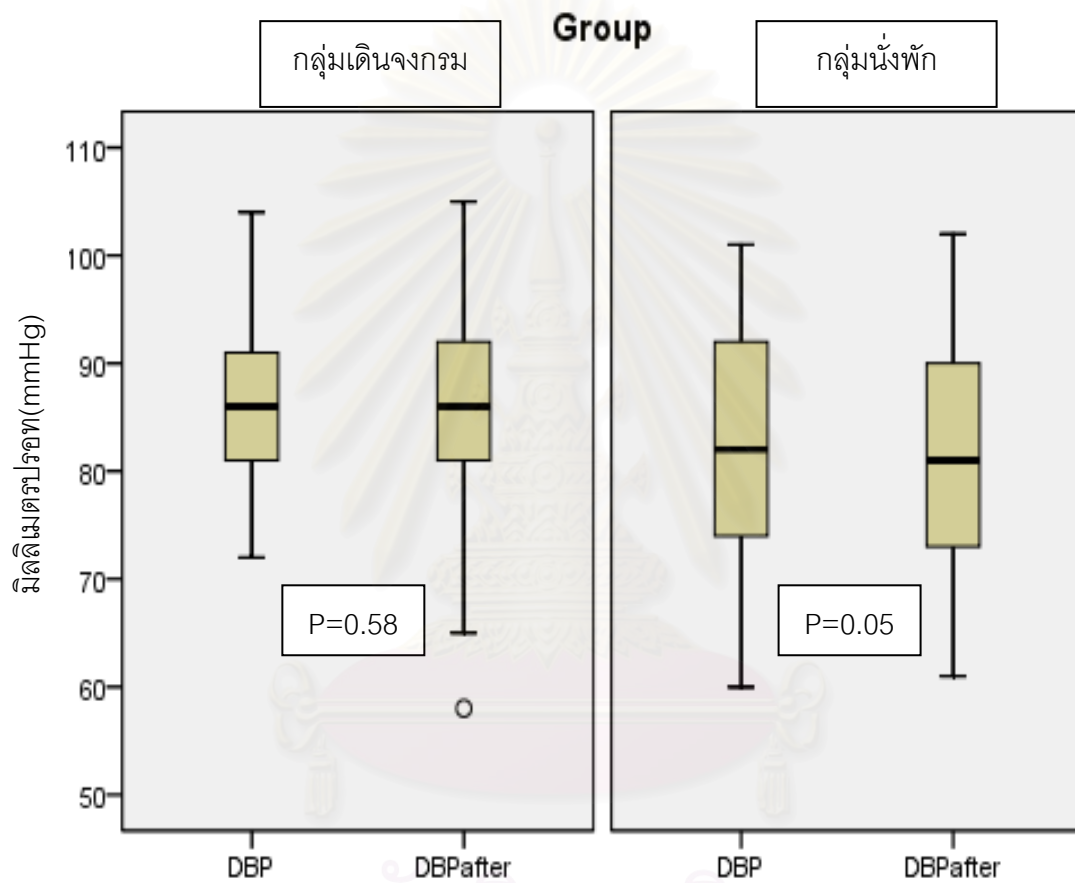 Group
กลุ่มเดินจงกรม
กลุ่มนั่งพัก
มิลลิเมตรปรอท(mmHg)
110
100
90
80
70
60
50
P=0.58
P=0.05
DBP
DBPafter
DBP
DBPafter